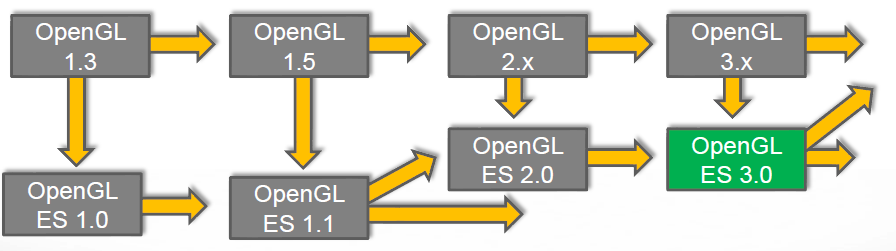 OpenGL
1.3
OpenGL
1.5
OpenGL
2.x
OpenGL
3.x
OpenGL
ES 1.0
OpenGL
ES 1.1
OpenGL
ES 2.0
OpenGL
ES 3.0